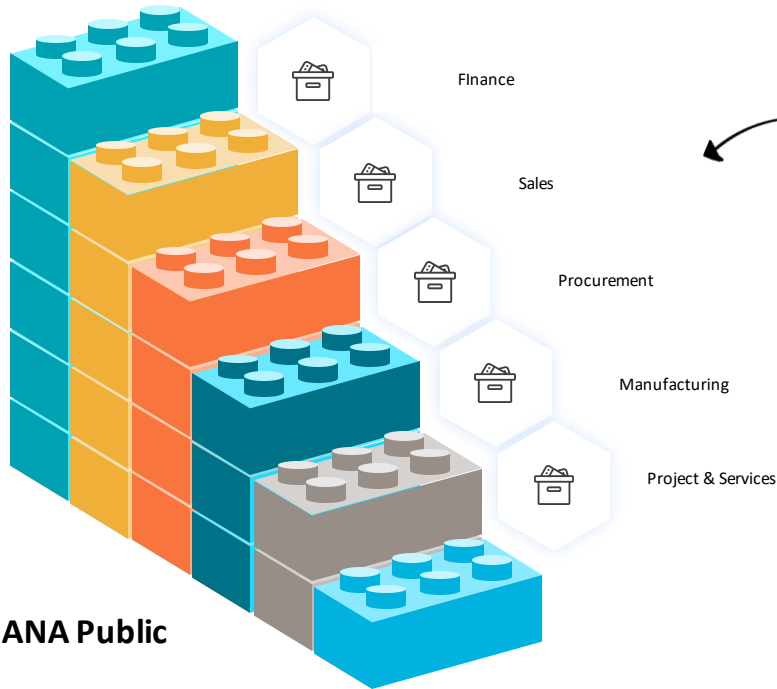 FInance
Sales
Procurement
Manufacturing
Project & Services
ANA Public